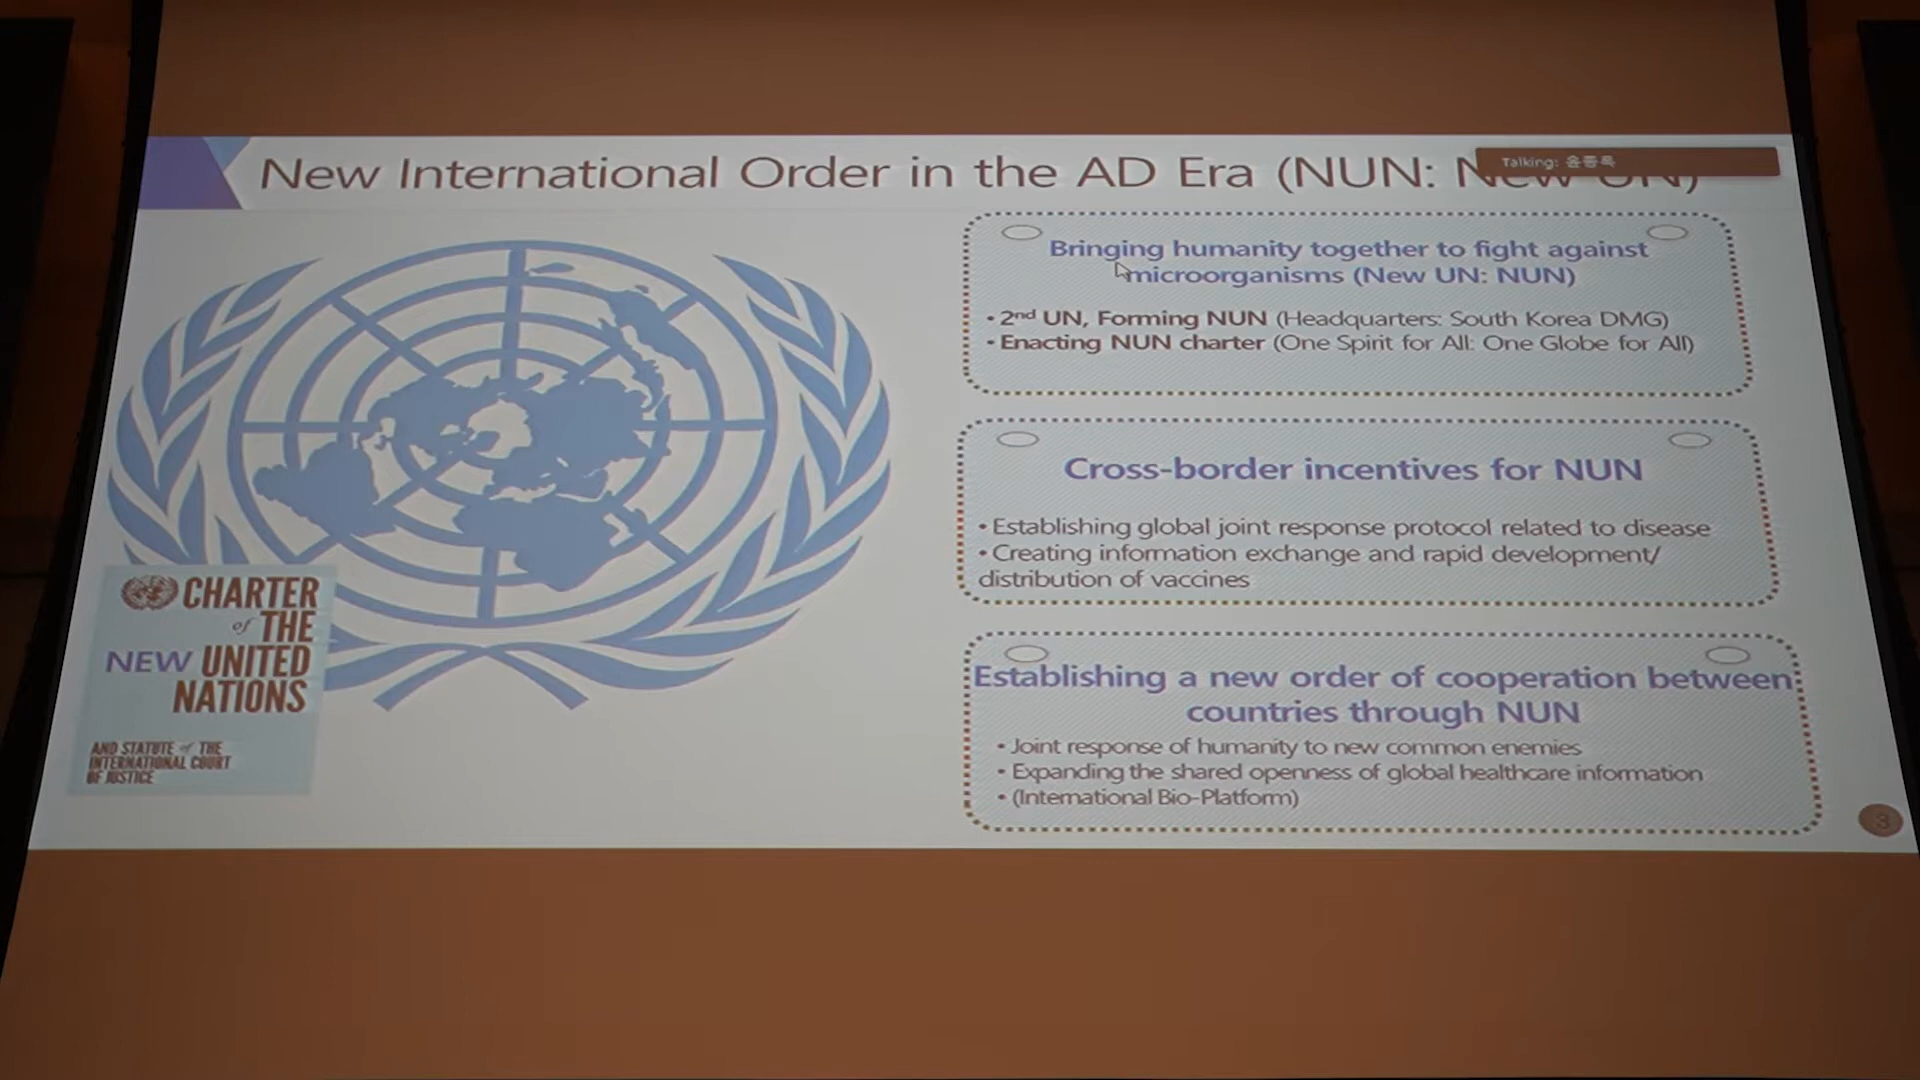 New International Order in the AD Era (NUN: New UN)
Talking: 윤종록
Bringing humanity together to fight against
microorganisms (New UN: NUN)
• 2nd UN, Forming NUN (Headquarters: South Korea DMG)
• Enacting NUN charter (One Spirit for All: One Globe for All)
Cross-border incentives for NUN
• Establishing global joint response protocol related to disease
• Creating information exchange and rapid development/
distribution of vaccines
Establishing a new order of cooperation between
countries through NUN
• Joint response of humanity to new common enemies
• Expanding the shared openness of global healthcare information
• (International Bio-Platform)
CHARTER
of THE
NEW UNITED
NATIONS
AND STATUTE of THE
INTERNATIONAL COURT
OF JUSTICE
3